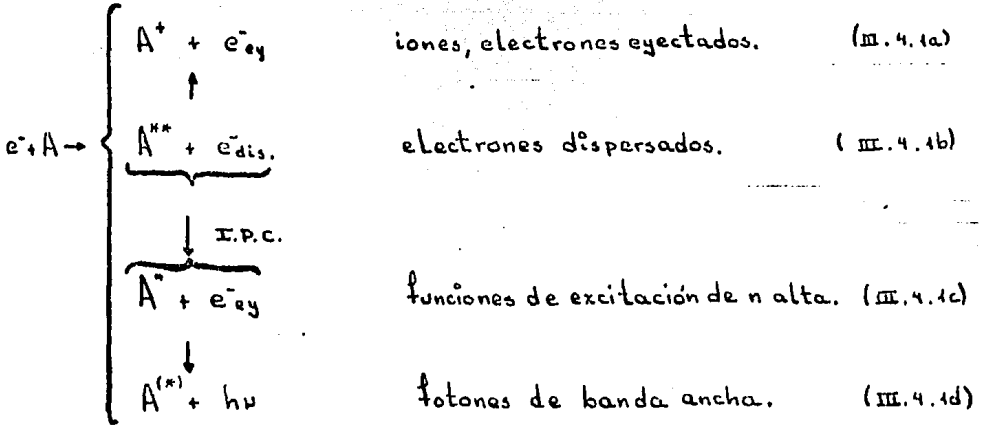 A⁺ + e⁻ey iones, electrones eyectados. (III.4.1a)
↑
e⁻+A → A** + e⁻dis. electrones dispersados. (III.4.1b)
↓ I.P.C.
A* + e⁻ey funciones de excitación de n alta. (III.4.1c)
↓
A(*) + hν fotones de banda ancha. (III.4.1d)